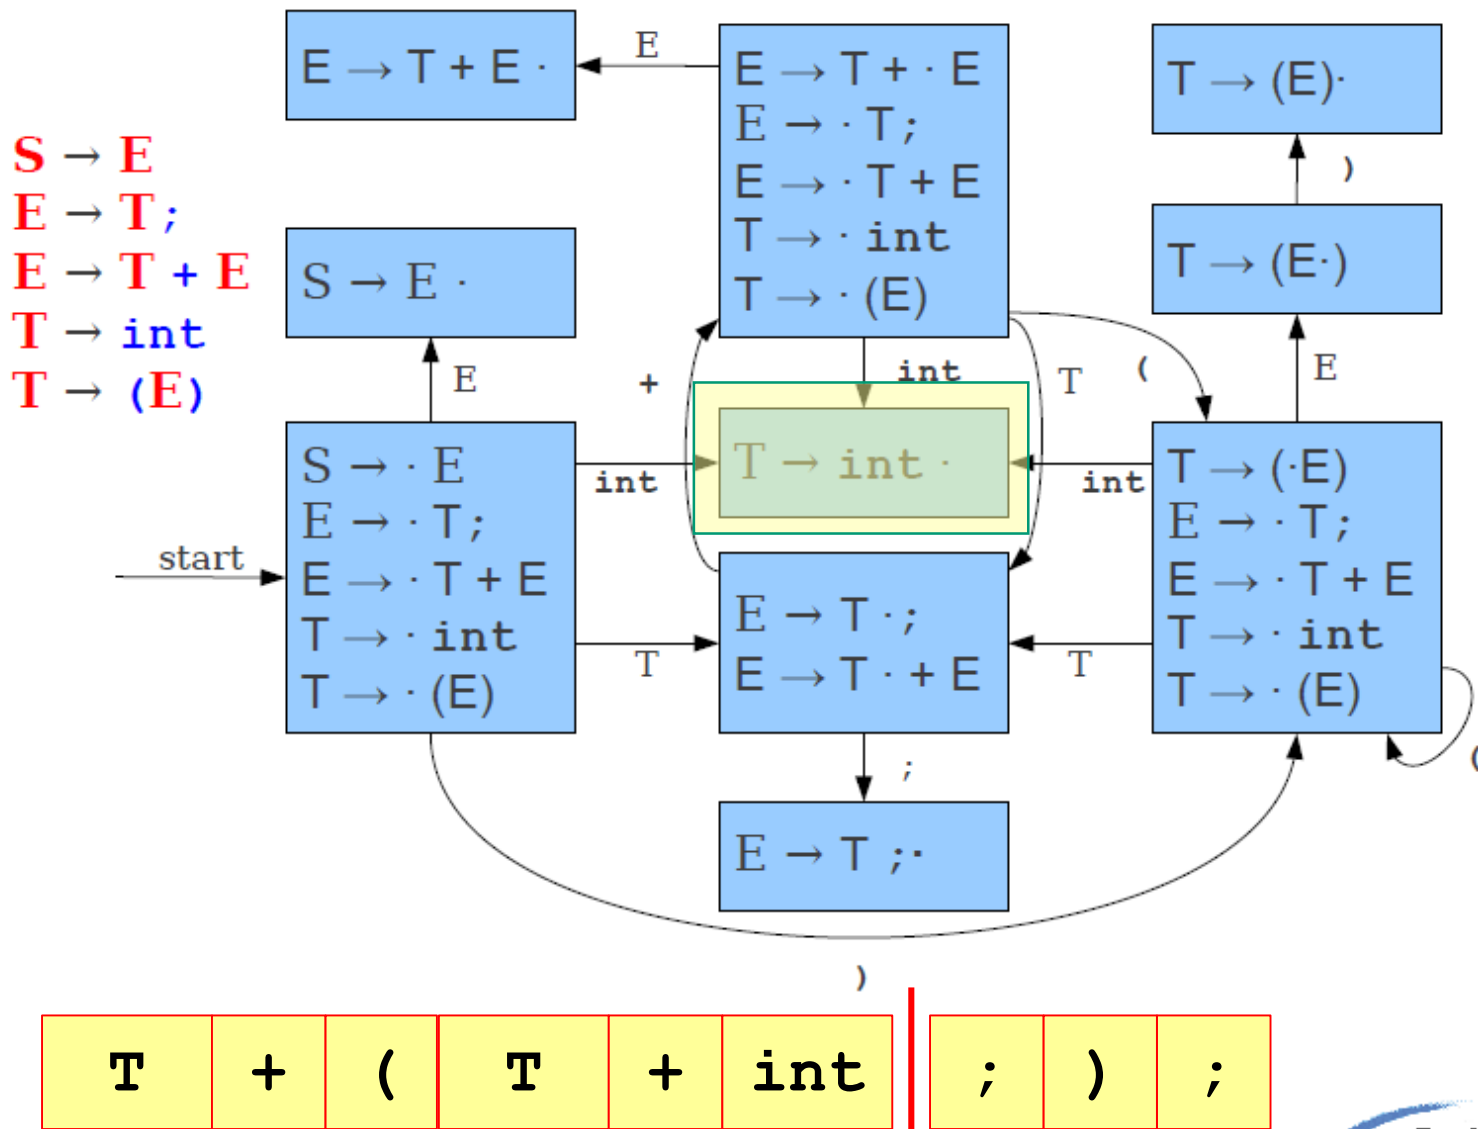 S → E
E → T ;
E → T + E
T → int
T → (E)
E → T + E ·
E
E → T + · E
E → · T ;
E → · T + E
T → · int
T → · (E)
T → (E)·
)
T → (E·)
S → E ·
E
E
+
int
T
(
start
S → · E
E → · T ;
E → · T + E
T → · int
T → · (E)
int
T → int ·
int
T → (·E)
E → · T ;
E → · T + E
T → · int
T → · (E)
T
E → T · ;
E → T · + E
T
(
;
E → T ;·
)
T + ( T + int ; ) ;